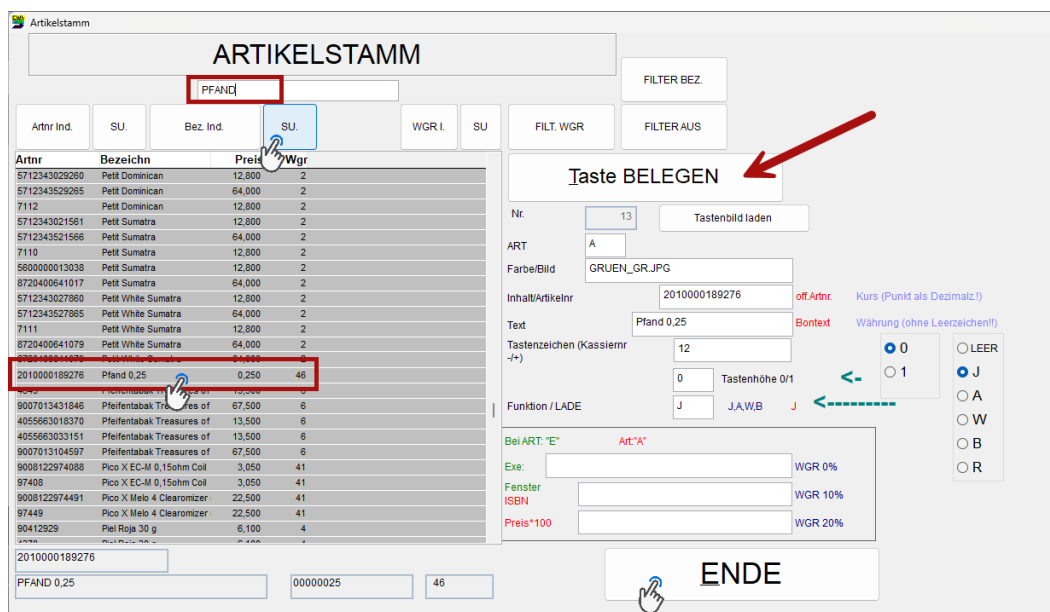 Artikelstamm
ARTIKELSTAMM
PFAND
FILTER BEZ.
Artnr Ind. SU. Bez. Ind. SU. WGR I. SU FILT. WGR FILTER AUS
Artnr Bezeichn Preis Wgr
5712343029260 Petit Dominican 12,800 2
5712343529265 Petit Dominican 64,000 2
7112 Petit Dominican 12,800 2
5712343021561 Petit Sumatra 12,800 2
5712343521566 Petit Sumatra 64,000 2
7110 Petit Sumatra 12,800 2
5600000013038 Petit Sumatra 12,800 2
8720400641017 Petit Sumatra 64,000 2
5712343027860 Petit White Sumatra 12,800 2
5712343527865 Petit White Sumatra 64,000 2
7111 Petit White Sumatra 12,800 2
8720400641079 Petit White Sumatra 64,000 2
2010000189276 Pfand 0,25 0,250 46
9007013431846 Pfeifentabak Treasures of 67,500 6
4055663018370 Pfeifentabak Treasures of 13,500 6
4055663033151 Pfeifentabak Treasures of 13,500 6
9007013104597 Pfeifentabak Treasures of 67,500 6
9008122974088 Pico X EC-M 0,15ohm Coil 3,050 41
97408 Pico X EC-M 0,15ohm Coil 3,050 41
9008122974491 Pico X Melo 4 Clearomizer 22,500 41
97449 Pico X Melo 4 Clearomizer 22,500 41
90412929 Piel Roja 30 g 6,100 4
2010000189276
PFAND 0,25 00000025 46
Taste BELEGEN
Nr. 13 Tastenbild laden
ART A
Farbe/Bild GRUEN_GR.JPG
Inhalt/Artikelnr 2010000189276 off.Artnr. Kurs (Punkt als Dezimalz.!)
Text Pfand 0,25 Bontext Währung (ohne Leerzeichen!!)
Tastenzeichen (Kassiernr
-/+) 12
0 Tastenhöhe 0/1 <-
Funktion / LADE J J,A,W,B J <---------
0
1
LEER
J
A
W
B
R
Bei ART: "E" Art:"A"
Exe: WGR 0%
Fenster
ISBN WGR 10%
Preis*100 WGR 20%
ENDE